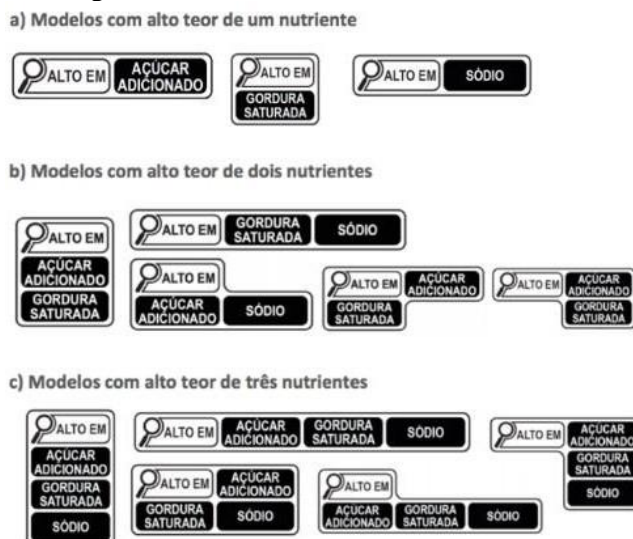 a) Modelos com alto teor de um nutriente
ALTO EM AÇÚCAR ADICIONADO
ALTO EM GORDURA SATURADA
ALTO EM SÓDIO
b) Modelos com alto teor de dois nutrientes
ALTO EM
AÇÚCAR
ADICIONADO
GORDURA
SATURADA
ALTO EM GORDURA SATURADA SÓDIO
ALTO EM
AÇÚCAR ADICIONADO SÓDIO
ALTO EM AÇÚCAR ADICIONADO
GORDURA SATURADA
ALTO EM AÇÚCAR ADICIONADO
GORDURA SATURADA
c) Modelos com alto teor de três nutrientes
ALTO EM
AÇÚCAR
ADICIONADO
GORDURA
SATURADA
SÓDIO
ALTO EM AÇÚCAR ADICIONADO GORDURA SATURADA SÓDIO
ALTO EM AÇÚCAR ADICIONADO
GORDURA SATURADA SÓDIO
ALTO EM
AÇÚCAR ADICIONADO GORDURA SATURADA SÓDIO
ALTO EM AÇÚCAR ADICIONADO
GORDURA SATURADA
SÓDIO